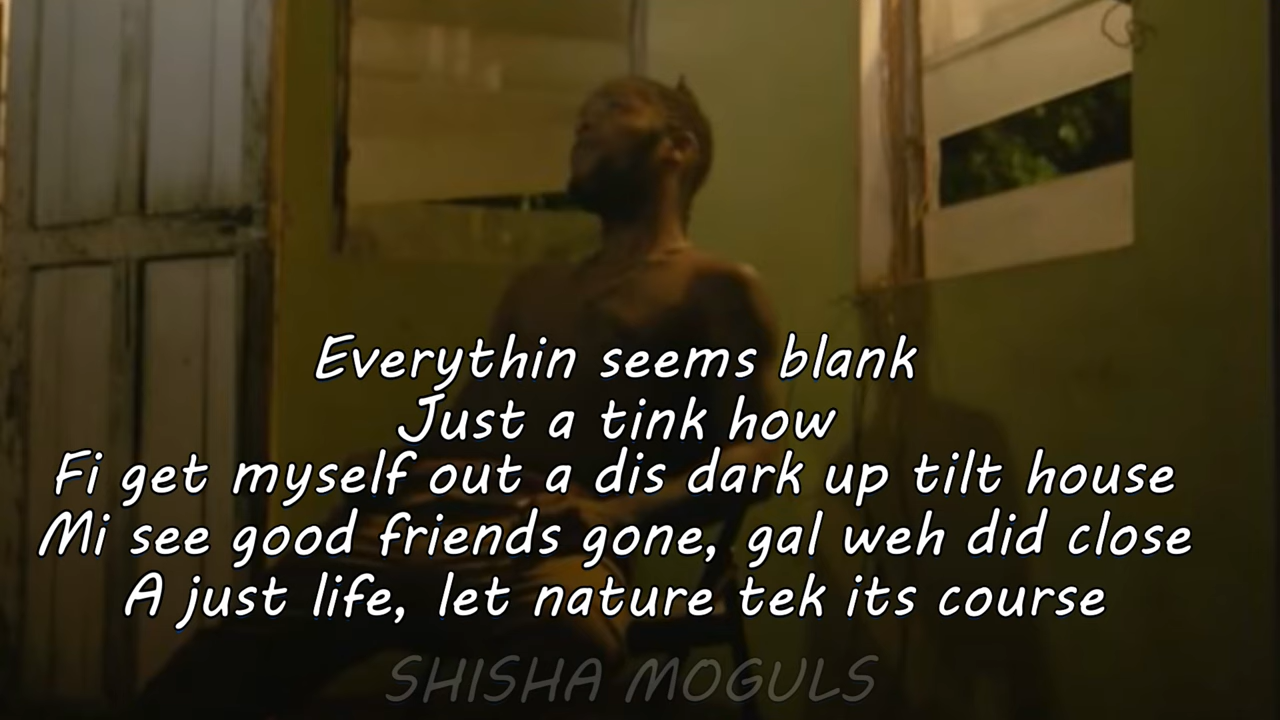 Everythin seems blank
Just a tink how
Fi get myself out a dis dark up tilt house
Mi see good friends gone, gal weh did close
A just life, let nature tek its course
SHISHA MOGULS